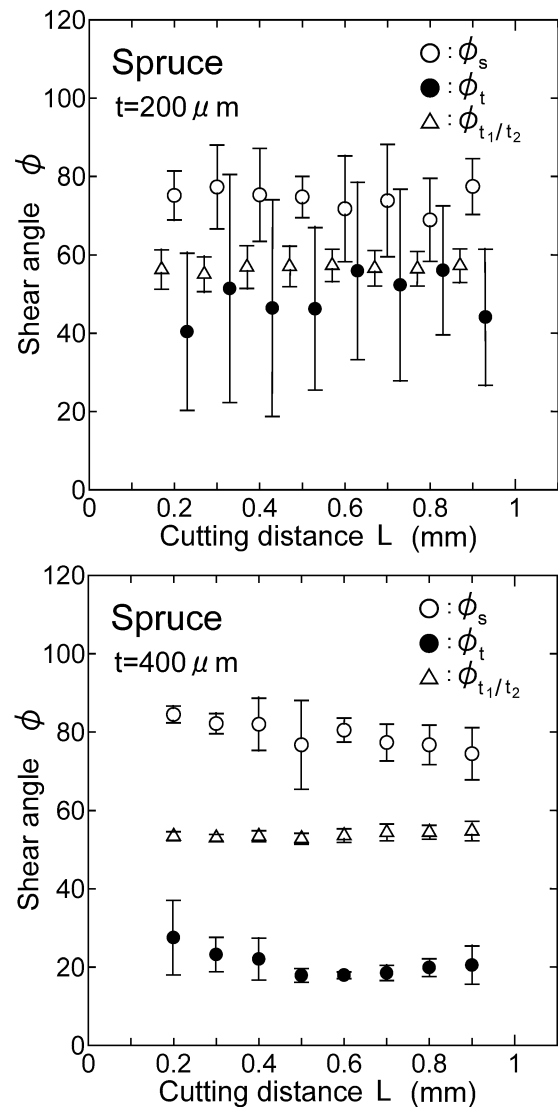 120
100
80
60
40
20
0
Shear angle ϕ
Spruce
t=200 μm
○ : ϕs
● : ϕt
△ : ϕt1/t2
0 0.2 0.4 0.6 0.8 1
Cutting distance L (mm)
120
100
80
60
40
20
0
Shear angle ϕ
Spruce
t=400 μm
○ : ϕs
● : ϕt
△ : ϕt1/t2
0 0.2 0.4 0.6 0.8 1
Cutting distance L (mm)